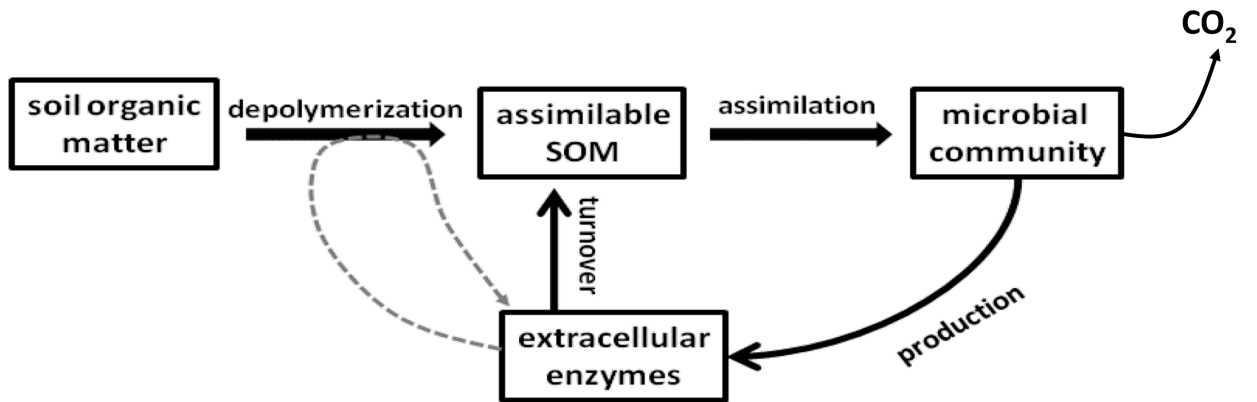 CO₂
soil organic
matter
depolymerization
assimilable
SOM
assimilation
microbial
community
turnover
extracellular
enzymes
production